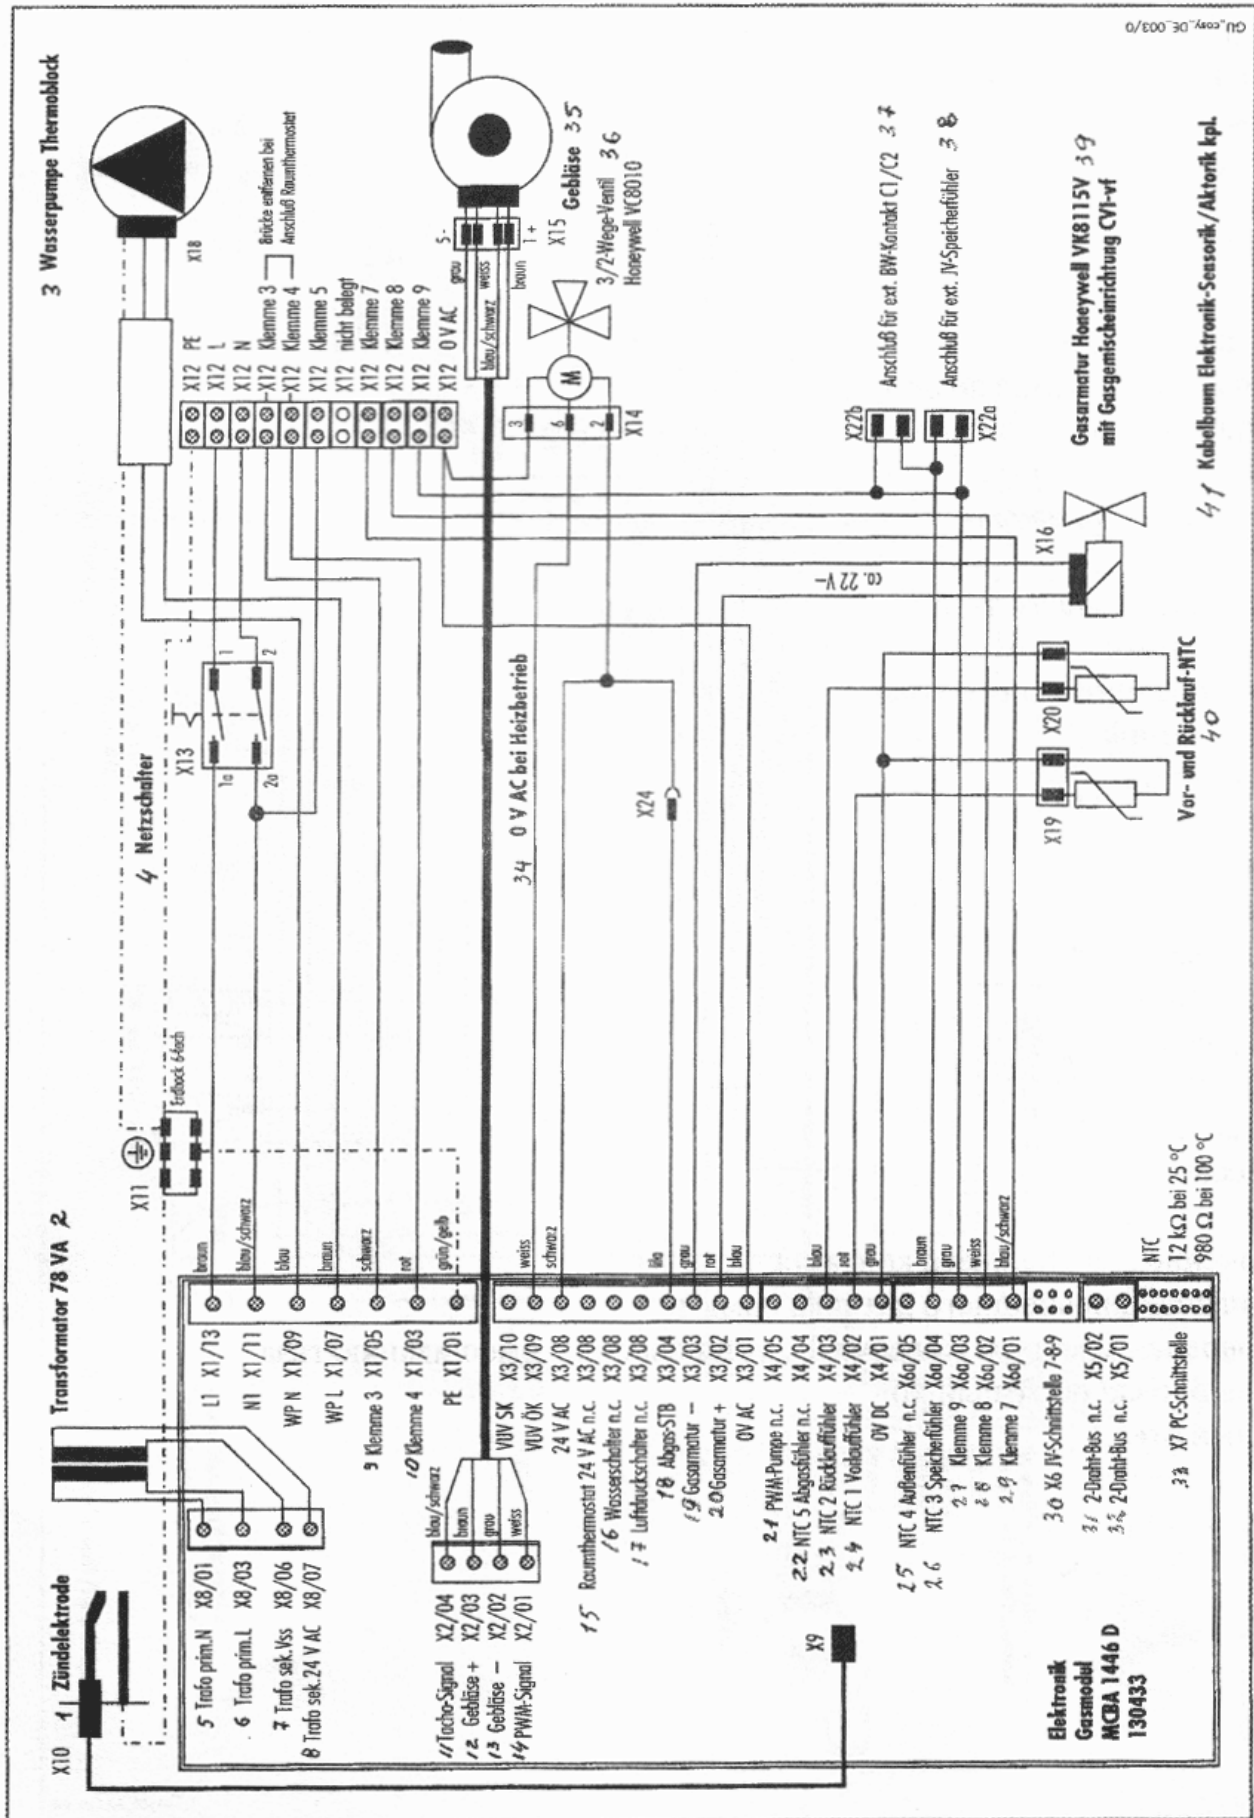 GU_cosy_DE_003/0
X10
1 Zündelektrode
Transformator 78 VA 2
3 Wasserpumpe Thermoblock
X18
4 Netzschalter
X11
Erdblock 6-fach
X13
1a
2a
1
2
5 Trafo prim.N X8/01
6 Trafo prim.L X8/03
7 Trafo sek.Vss X8/06
8 Trafo sek.24 V AC X8/07
L1 X1/13 braun
N1 X1/11 blau/schwarz
WP N X1/09 blau
WP L X1/07 braun
9 Klemme 3 X1/05 schwarz
10 Klemme 4 X1/03 rot
PE X1/01 grün/gelb
X12 PE
X12 L
X12 N
X12 Klemme 3
X12 Klemme 4
Brücke entfernen bei
Anschluß Raumthermostat
X12 Klemme 5
X12 nicht belegt
X12 Klemme 7
X12 Klemme 8
X12 Klemme 9
X12 0 V AC
11 Tacho-Signal X2/04 blau/schwarz
12 Gebläse + X2/03 braun
13 Gebläse – X2/02 grau
14 PWM-Signal X2/01 weiss
5-
grau
blau/schwarz
weiss
braun
1+
X15
Gebläse 35
3/2-Wege-Ventil 36
Honeywell VC8010
M
3
6
2
X14
VUV SK X3/10
VUV ÖK X3/09 weiss
24 V AC X3/08 schwarz
15 Raumthermostat 24 V AC n.c. X3/08
16 Wasserschalter n.c. X3/08
17 Luftdruckschalter n.c. X3/08
18 Abgas-STB X3/04 lila
19 Gasarmatur – X3/03 grau
20 Gasarmatur + X3/02 rot
0V AC X3/01 blau
34 0 V AC bei Heizbetrieb
X24
ca. 22 V–
21 PWM-Pumpe n.c. X4/05
22 NTC 5 Abgasfühler n.c. X4/04
23 NTC 2 Rücklauffühler X4/03 blau
24 NTC 1 Vorlauffühler X4/02 rot
0V DC X4/01 grau
25 NTC 4 Außenfühler n.c. X6a/05
26 NTC 3 Speicherfühler X6a/04 braun
27 Klemme 9 X6a/03 grau
28 Klemme 8 X6a/02 weiss
29 Klemme 7 X6a/01 blau/schwarz
30 X6 JV-Schnittstelle 7-8-9
31 2-Draht-Bus n.c. X5/02
32 2-Draht-Bus n.c. X5/01
33 X7 PC-Schnittstelle
NTC
12 kΩ bei 25 °C
980 Ω bei 100 °C
X9
Elektronik
Gasmodul
MCBA 1446 D
130433
X22b
X22a
Anschluß für ext. BW-Kontakt C1/C2 37
Anschluß für ext. JV-Speicherfühler 38
X16
Gasarmatur Honeywell VK8115V 39
mit Gasgemischeinrichtung CVI-vf
X19
X20
Vor- und Rücklauf-NTC
40
41 Kabelbaum Elektronik-Sensorik/Aktorik kpl.